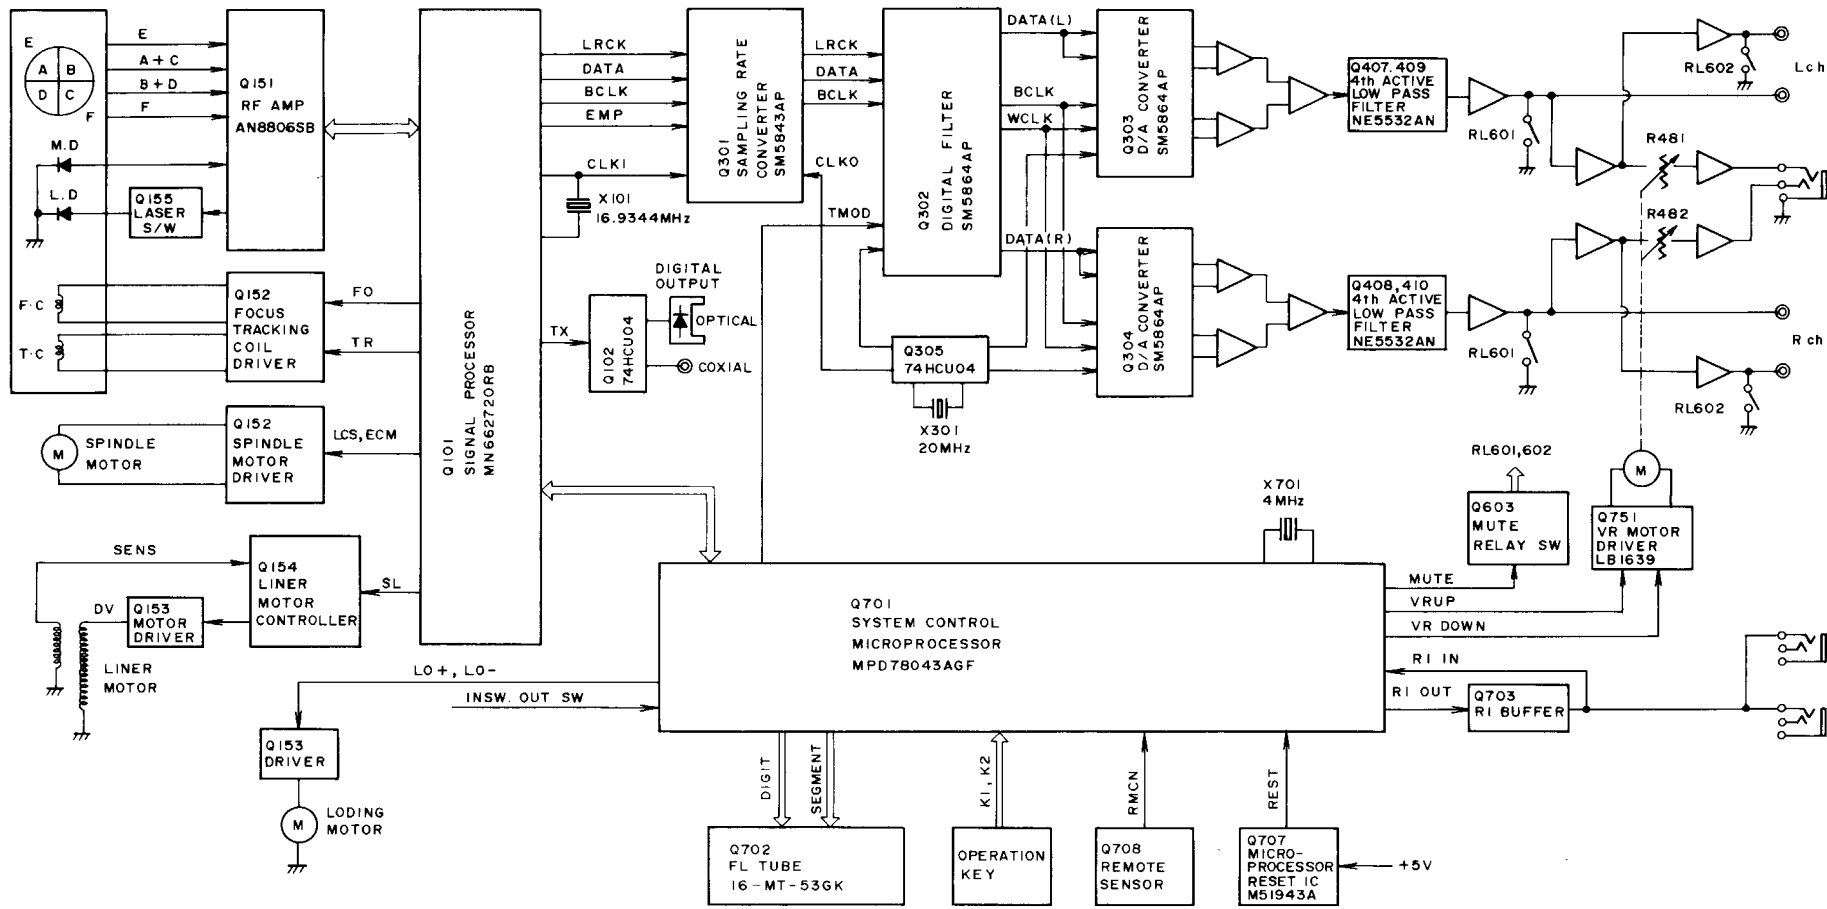 E
A
B
D
C
F
M.D
L.D
F·C
T·C
E
A+C
B+D
F
Q151
RF AMP
AN8806SB
Q155
LASER
S/W
Q152
FOCUS
TRACKING
COIL
DRIVER
FO
TR
Q152
SPINDLE
MOTOR
DRIVER
LCS,ECM
M
SPINDLE
MOTOR
SENS
Q154
LINER
MOTOR
CONTROLLER
SL
DV
Q153
MOTOR
DRIVER
LINER
MOTOR
LO+, LO-
INSW. OUT SW
Q153
DRIVER
M
LODING
MOTOR
Q101
SIGNAL PROCESSOR
MN662720RB
LRCK
DATA
BCLK
EMP
CLKI
X101
16.9344MHz
Q301
SAMPLING RATE
CONVERTER
SM5843AP
LRCK
DATA
BCLK
CLKO
TMOD
TX
Q102
74HCU04
DIGITAL
OUTPUT
OPTICAL
COXIAL
Q302
DIGITAL FILTER
SM5864AP
DATA(L)
BCLK
WCLK
DATA(R)
Q305
74HCU04
X301
20MHz
Q303
D/A CONVERTER
SM5864AP
Q304
D/A CONVERTER
SM5864AP
Q407.409
4th ACTIVE
LOW PASS
FILTER
NE5532AN
Q408,410
4th ACTIVE
LOW PASS
FILTER
NE5532AN
RL601
RL601
RL602
Lch
R481
R482
Rch
RL602
M
RL601,602
Q603
MUTE
RELAY SW
Q751
VR MOTOR
DRIVER
LB1639
X701
4MHz
Q701
SYSTEM CONTROL
MICROPROCESSOR
MPD78043AGF
MUTE
VRUP
VR DOWN
RI IN
RI OUT
Q703
RI BUFFER
DIGIT
SEGMENT
K1, K2
RMCN
REST
Q702
FL TUBE
16-MT-53GK
OPERATION
KEY
Q708
REMOTE
SENSOR
Q707
MICRO-
PROCESSOR
RESET IC
M51943A
+5V